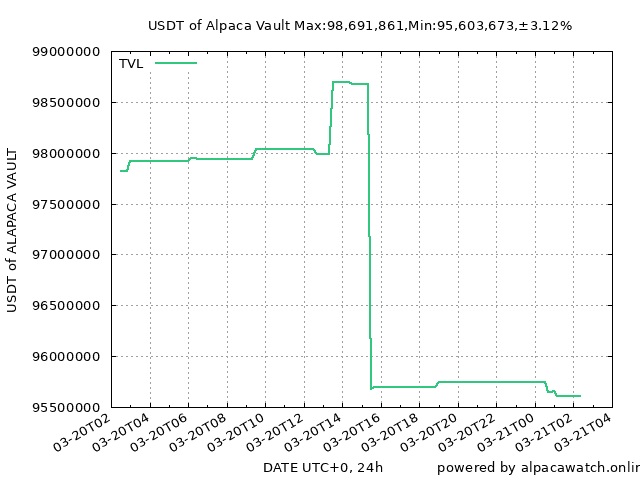 USDT of Alpaca Vault Max:98,691,861,Min:95,603,673,±3.12%
99000000
TVL
98500000
98000000
97500000
97000000
96500000
96000000
95500000
USDT of ALAPACA VAULT
03-20T02
03-20T04
03-20T06
03-20T08
03-20T10
03-20T12
03-20T14
03-20T16
03-20T18
03-20T20
03-20T22
03-21T00
03-21T02
03-21T04
DATE UTC+0, 24h
powered by alpacawatch.onlin